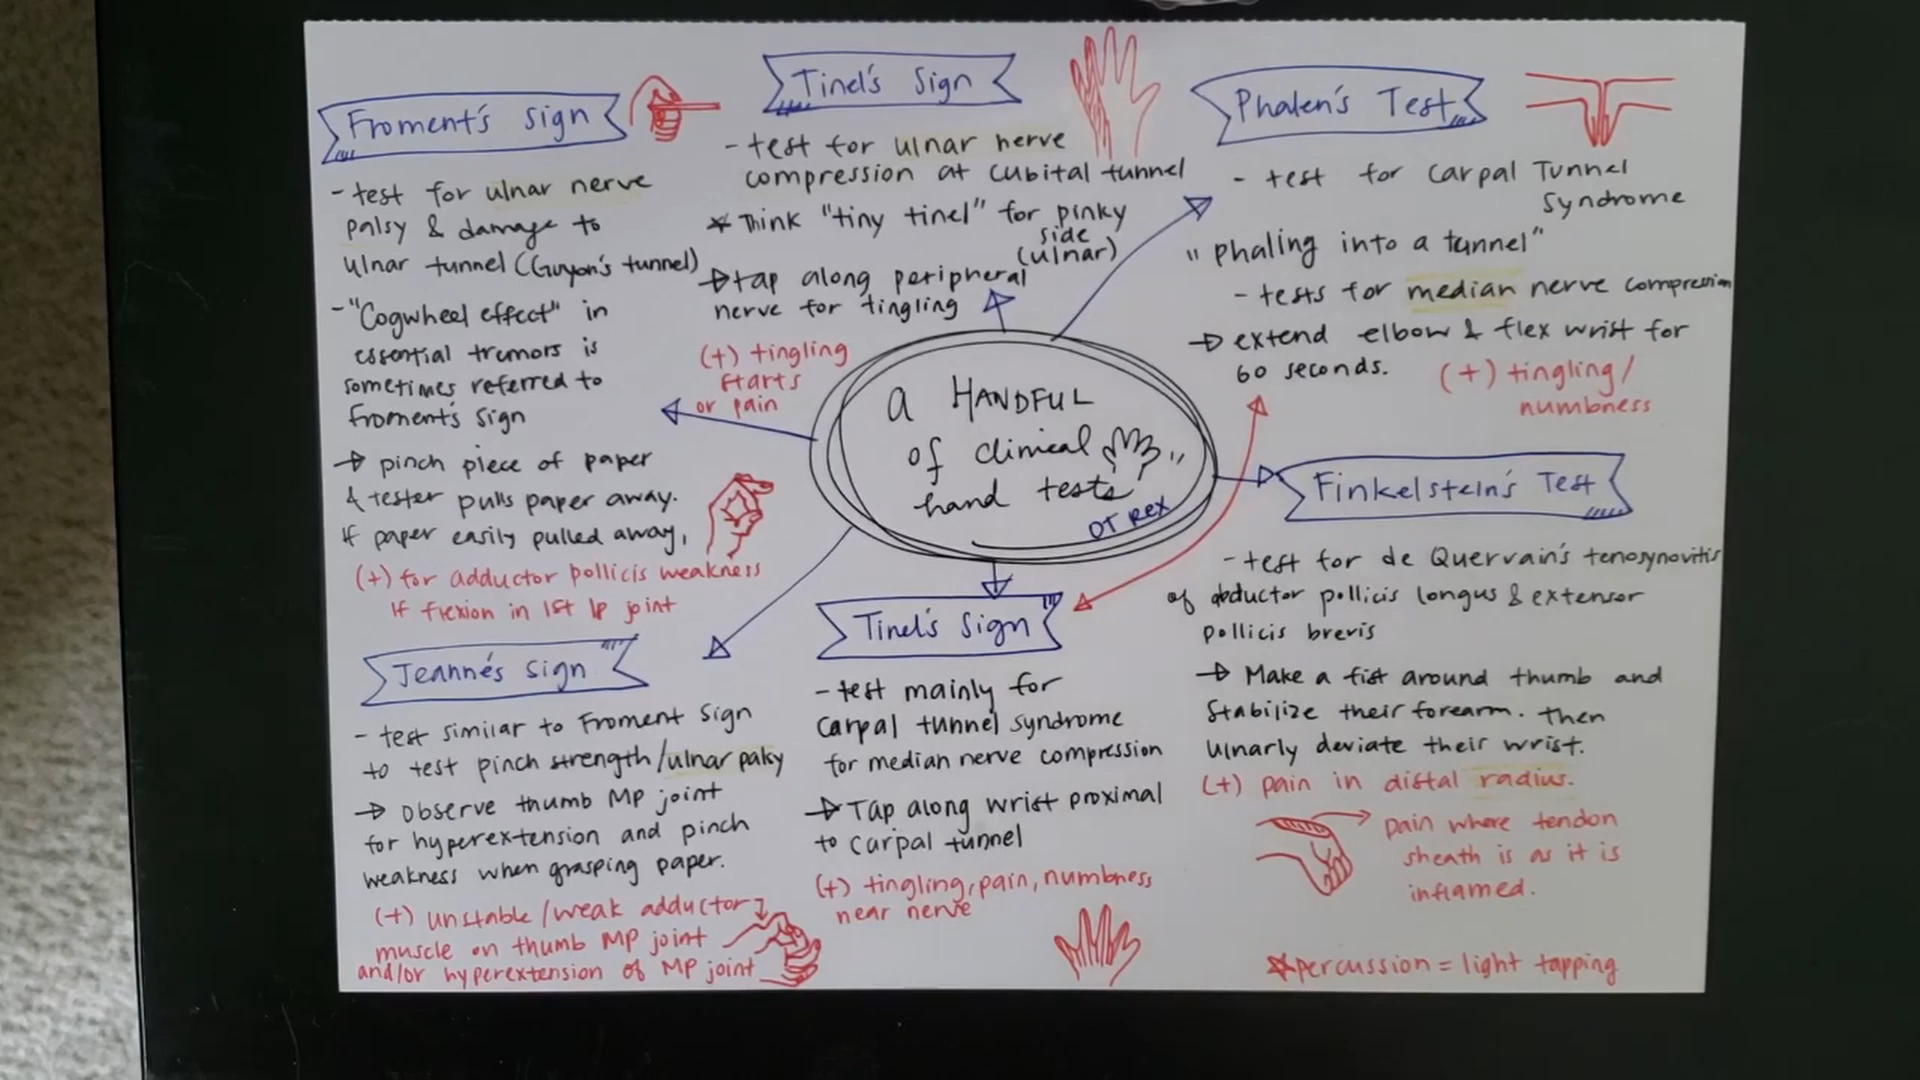 Froment's Sign
- test for ulnar nerve
palsy & damage to
ulnar tunnel (Guyon's tunnel)
- "Cogwheel effect" in
essential tremors is
sometimes referred to
Froment's sign
→ pinch piece of paper
& tester pulls paper away.
If paper easily pulled away,
(+) for adductor pollicis weakness
If flexion in 1st IP joint
Tinel's Sign
- test for ulnar nerve
compression at cubital tunnel
* Think "tiny tinel" for pinky
side
(ulnar)
→ tap along peripheral
nerve for tingling
(+) tingling
starts
or pain
Phalen's Test
- test for Carpal Tunnel
Syndrome
"Phaling into a tunnel"
- tests for median nerve compression
→ extend elbow & flex wrist for
60 seconds.
(+) tingling/
numbness
a HANDFUL
of clinical
hand tests"
OT REX
Finkelstein's Test
- test for de Quervain's tenosynovitis
of abductor pollicis longus & extensor
pollicis brevis
→ Make a fist around thumb and
stabilize their forearm. Then
ulnarly deviate their wrist.
(+) pain in distal radius.
pain where tendon
sheath is as it is
inflamed.
Jeanne's Sign
- test similar to Froment Sign
to test pinch strength/ulnar palsy
→ observe thumb MP joint
for hyperextension and pinch
weakness when grasping paper.
(+) unstable/weak adductor
muscle on thumb MP joint
and/or hyperextension of MP joint
Tinel's Sign
- test mainly for
carpal tunnel syndrome
for median nerve compression
→ Tap along wrist proximal
to carpal tunnel
(+) tingling, pain, numbness
near nerve
* percussion = light tapping